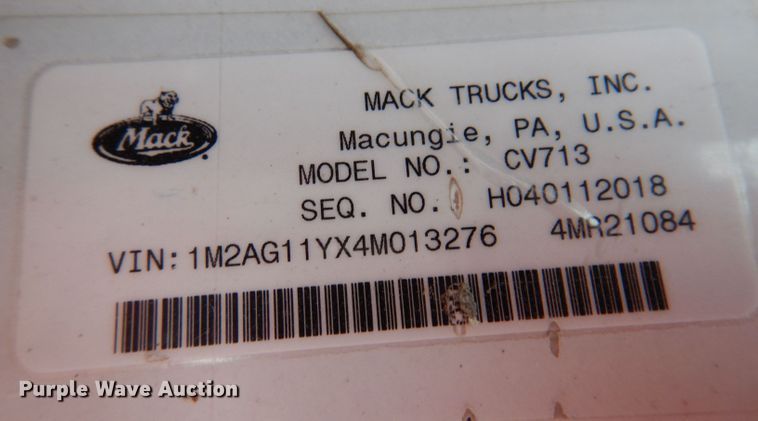 Mack
MACK TRUCKS, INC.
Macungie, PA, U.S.A.
MODEL NO.: CV713
SEQ. NO. H040112018
VIN: 1M2AG11YX4M013276 4MR21084
Purple Wave Auction